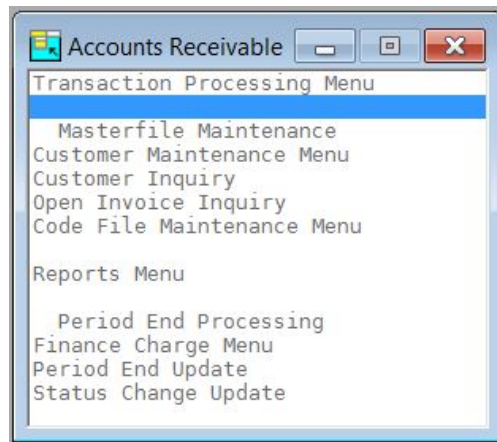 Accounts Receivable
Transaction Processing Menu
Masterfile Maintenance
Customer Maintenance Menu
Customer Inquiry
Open Invoice Inquiry
Code File Maintenance Menu
Reports Menu
Period End Processing
Finance Charge Menu
Period End Update
Status Change Update